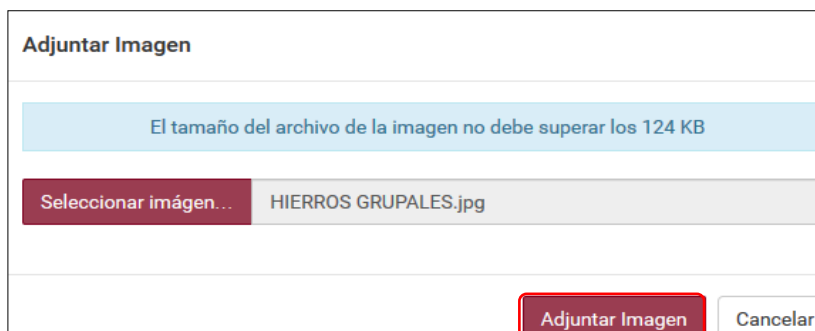 Adjuntar Imagen
El tamaño del archivo de la imagen no debe superar los 124 KB
Seleccionar imágen... HIERROS GRUPALES.jpg
Adjuntar Imagen Cancelar